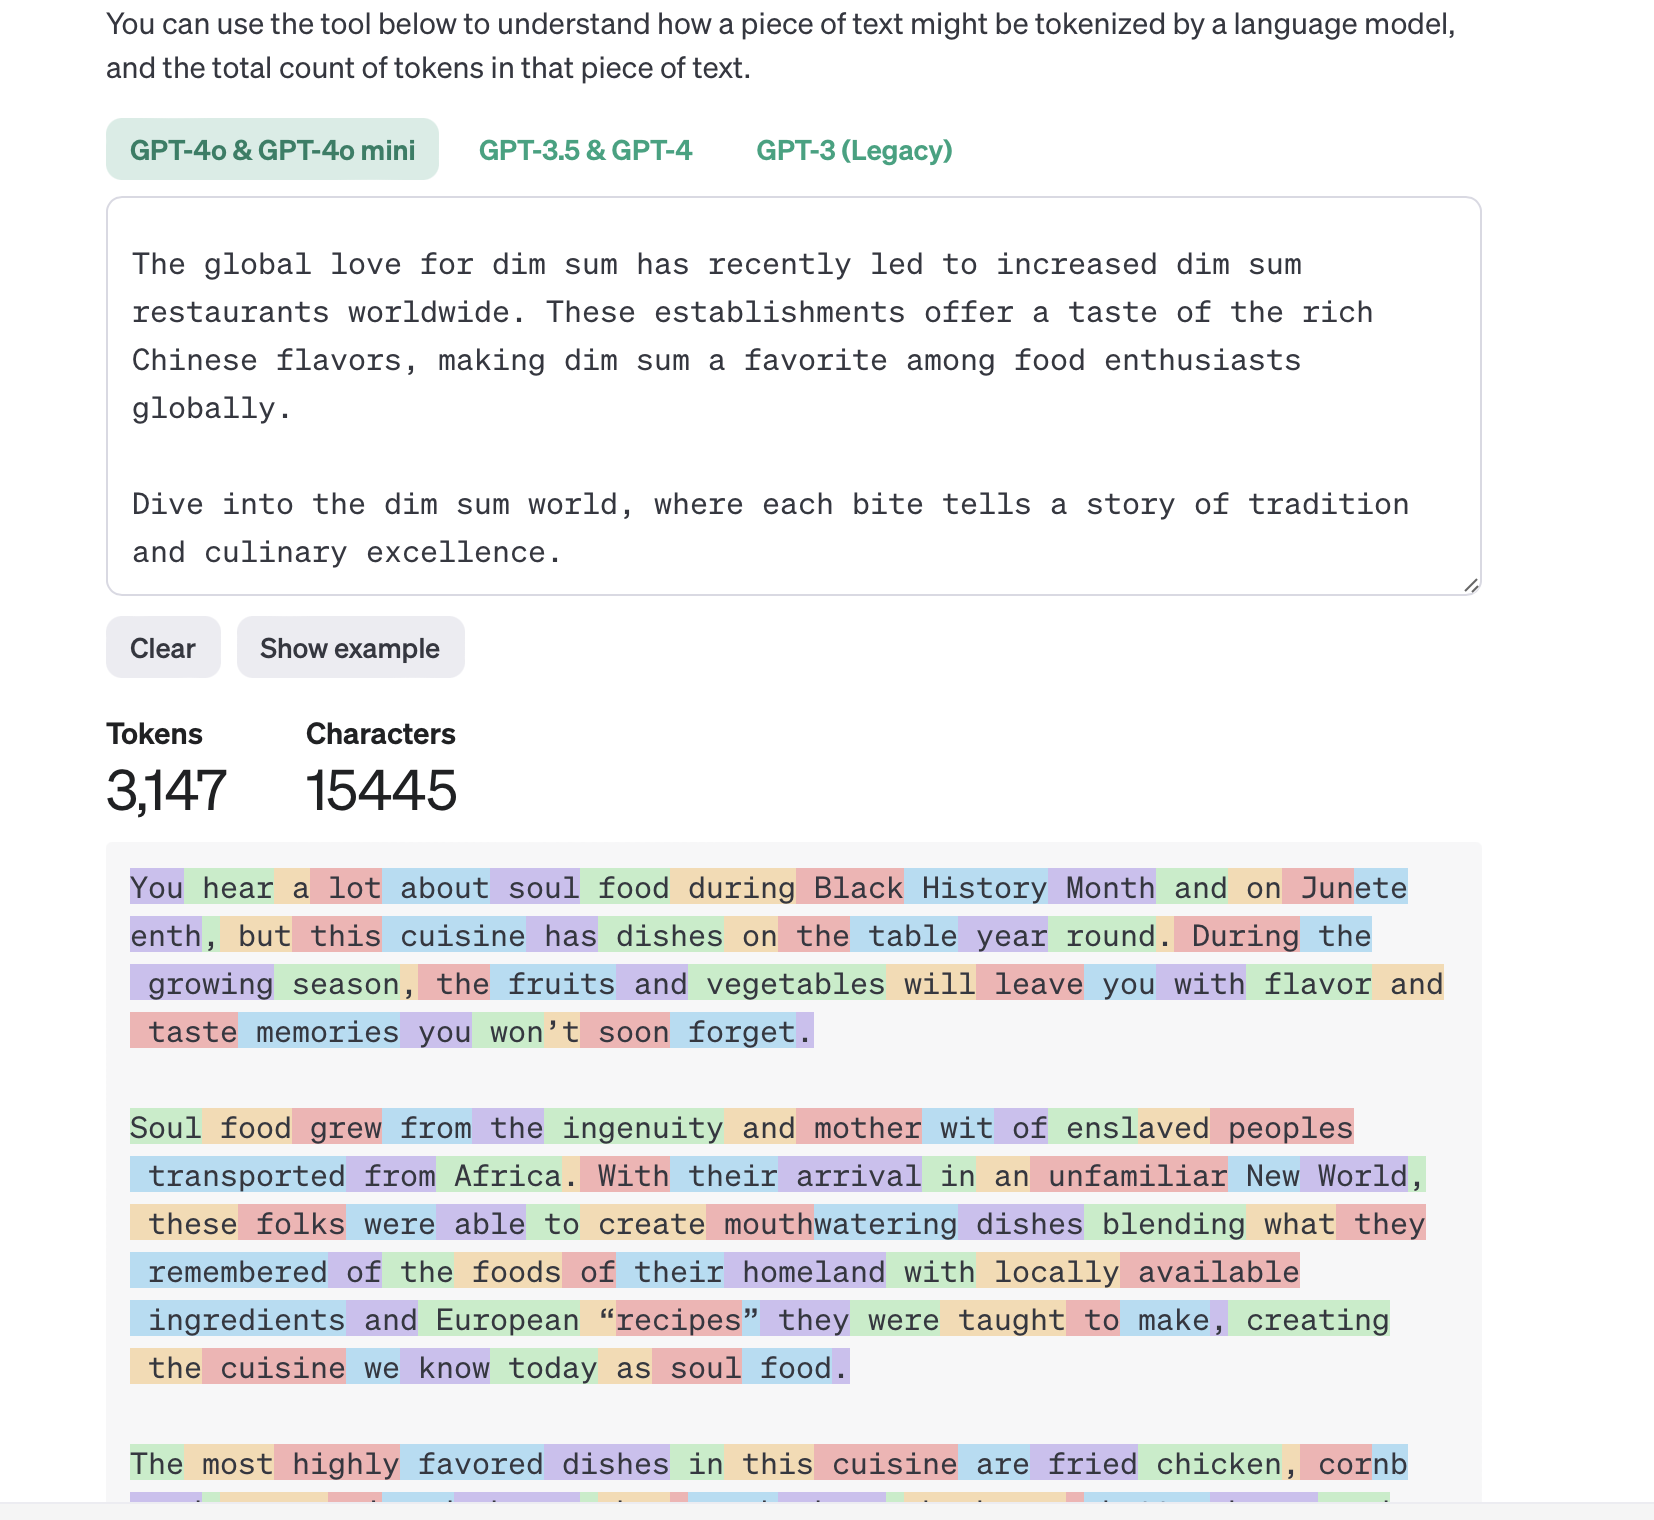 You can use the tool below to understand how a piece of text might be tokenized by a language model,
and the total count of tokens in that piece of text.
GPT-4o & GPT-4o mini
GPT-3.5 & GPT-4
GPT-3 (Legacy)
The global love for dim sum has recently led to increased dim sum
restaurants worldwide. These establishments offer a taste of the rich
Chinese flavors, making dim sum a favorite among food enthusiasts
globally.
Dive into the dim sum world, where each bite tells a story of tradition
and culinary excellence.
Clear
Show example
Tokens
Characters
3,147
15445
You hear a lot about soul food during Black History Month and on Junete
enth, but this cuisine has dishes on the table year round. During the
growing season, the fruits and vegetables will leave you with flavor and
taste memories you won’t soon forget.
Soul food grew from the ingenuity and mother wit of enslaved peoples
transported from Africa. With their arrival in an unfamiliar New World,
these folks were able to create mouthwatering dishes blending what they
remembered of the foods of their homeland with locally available
ingredients and European “recipes” they were taught to make, creating
the cuisine we know today as soul food.
The most highly favored dishes in this cuisine are fried chicken, cornb